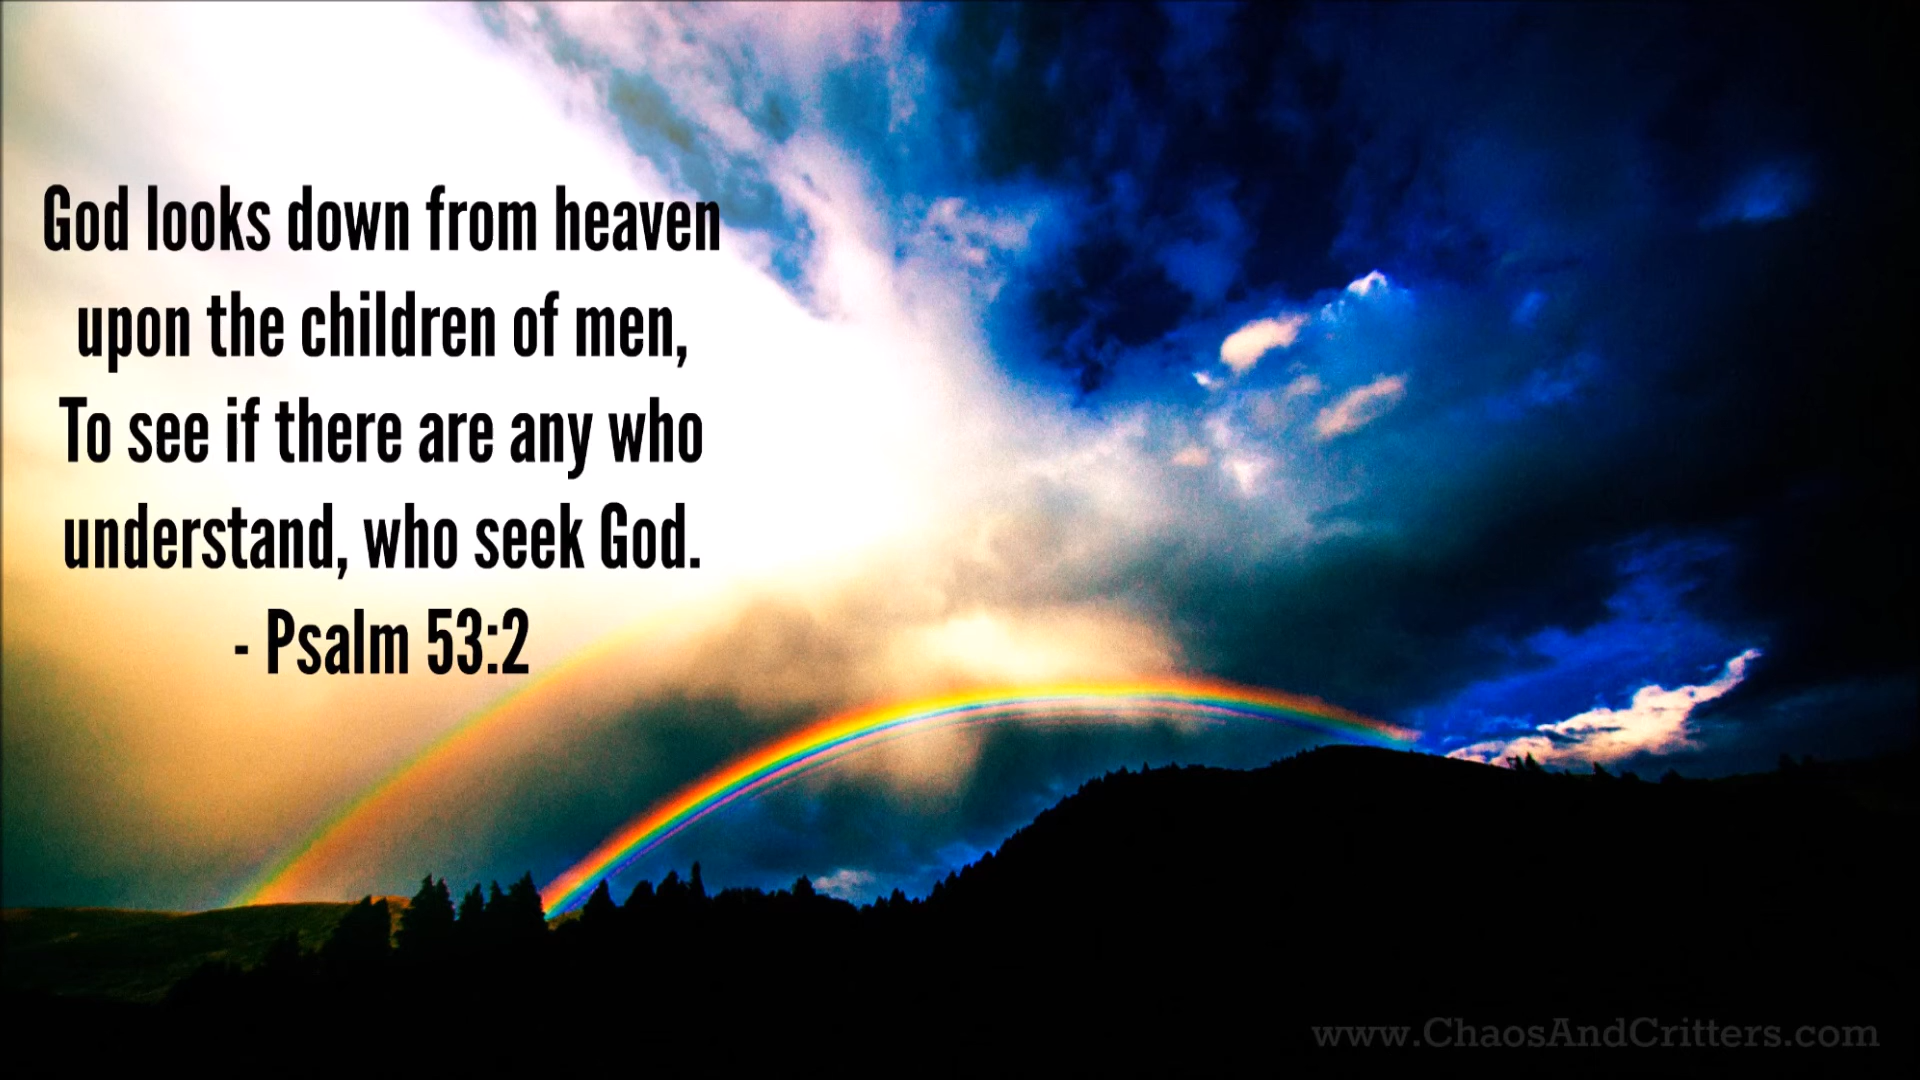 God looks down from heaven
upon the children of men,
To see if there are any who
understand, who seek God.
- Psalm 53:2
www.ChaosAndCritters.com